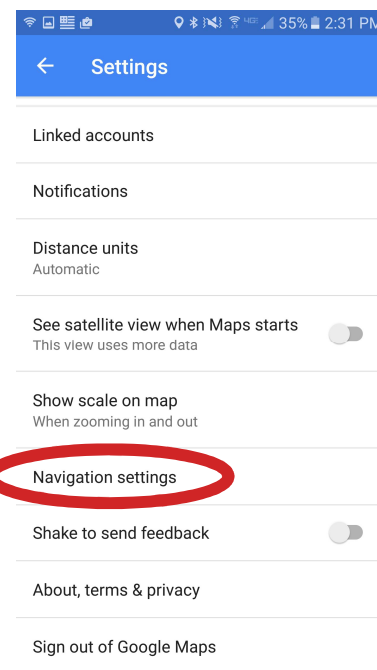 4G 35% 2:31 PM
Settings
Linked accounts
Notifications
Distance units
Automatic
See satellite view when Maps starts
This view uses more data
Show scale on map
When zooming in and out
Navigation settings
Shake to send feedback
About, terms & privacy
Sign out of Google Maps